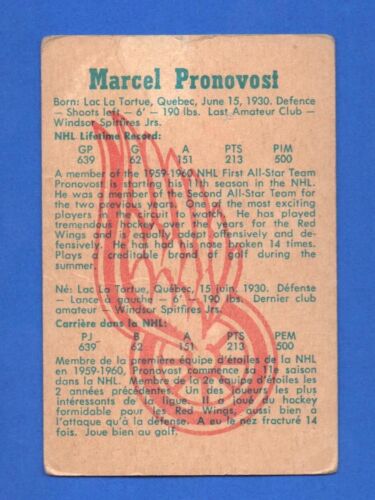 Marcel Pronovost
Born: Lac La Tortue, Quebec, June 15, 1930. Defence
— Shoots left — 6' — 190 lbs. Last Amateur Club —
Windsor Spitfires Jrs.
NHL Lifetime Record:
GP G A PTS PIM
639 62 151 213 500
A member of the 1959-1960 NHL First All-Star Team
Pronovost is starting his 11th season in the NHL.
He was a member of the Second All-Star Team for
the two previous years. One of the most exciting
players in the circuit to watch. He has played
tremendous hockey over the years for the Red
Wings and is equally adept offensively and de-
fensively. He has had his nose broken 14 times.
Plays a creditable brand of golf during the
summer.
Né: Lac La Tortue, Québec, 15 juin, 1930. Défense
— Lance à gauche — 6' — 190 lbs. Dernier club
amateur — Windsor Spitfires Jrs.
Carrière dans la NHL:
PJ B A PTS PEM
639 62 151 213 500
Membre de la première équipe d'étoiles de la NHL
en 1959-1960, Pronovost commence sa 11e saison
dans la NHL. Membre de la 2e équipe d'étoiles les
2 années précédentes. Un des joueurs les plus
intéressants de la ligue. Il a joué du hockey
formidable pour les Red Wings, aussi bien à
l'attaque qu'à la défense. A eu le nez fracturé 14
fois. Joue bien au golf.